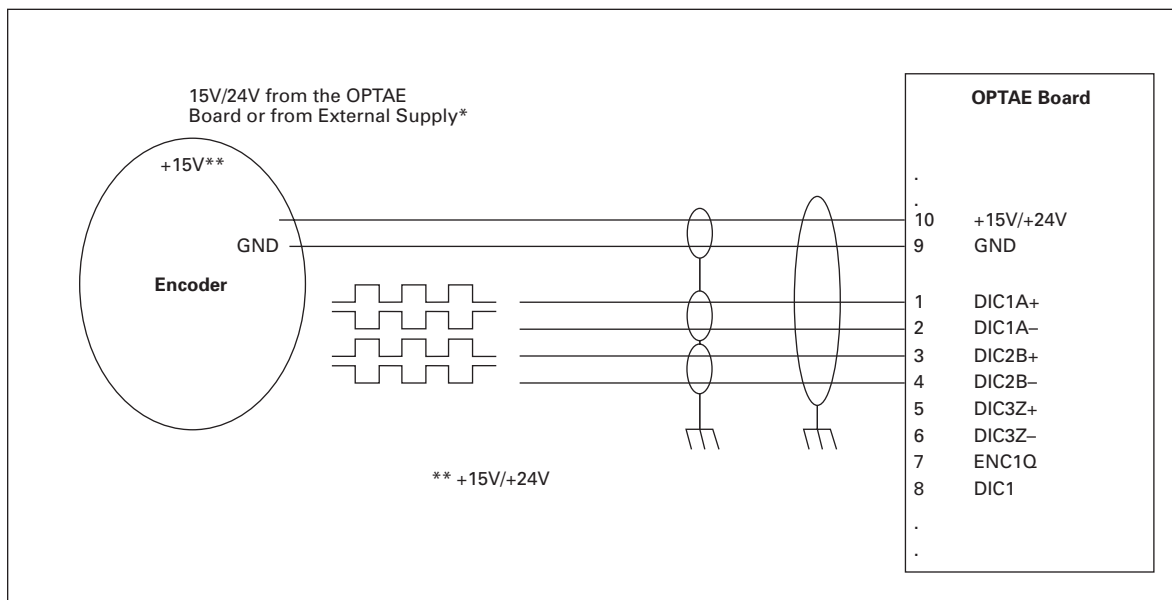 15V/24V from the OPTAE
Board or from External Supply*
+15V**
GND
Encoder
** +15V/+24V
OPTAE Board
.
.
10 +15V/+24V
9 GND
1 DIC1A+
2 DIC1A–
3 DIC2B+
4 DIC2B–
5 DIC3Z+
6 DIC3Z–
7 ENC1Q
8 DIC1
.
.